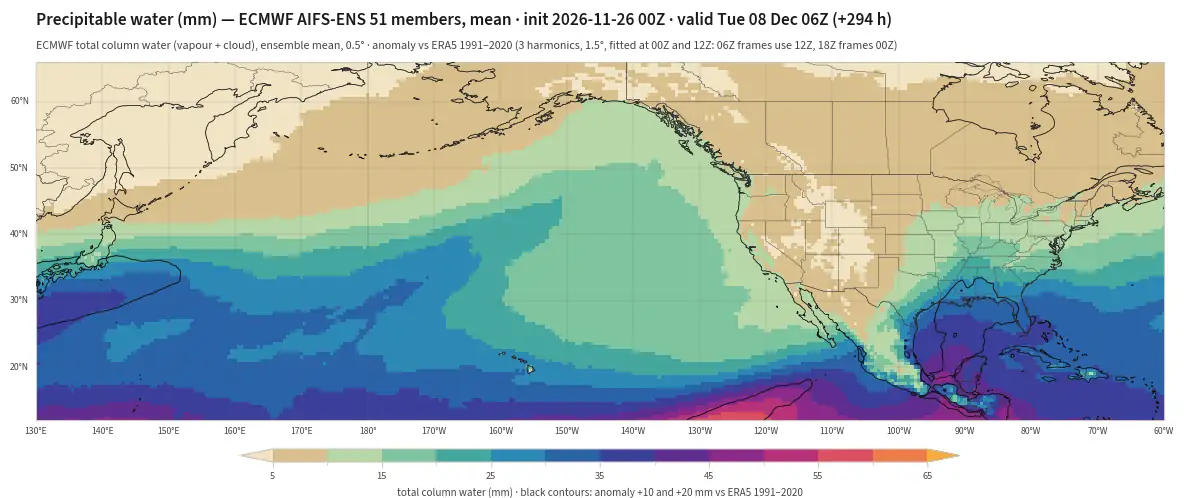 Precipitable water (mm) — ECMWF AIFS-ENS 51 members, mean · init 2026-11-26 00Z · valid Tue 08 Dec 06Z (+294 h)
ECMWF total column water (vapour + cloud), ensemble mean, 0.5° · anomaly vs ERA5 1991–2020 (3 harmonics, 1.5°, fitted at 00Z and 12Z: 06Z frames use 12Z, 18Z frames 00Z)
60°N
50°N
40°N
30°N
20°N
130°E 140°E 150°E 160°E 170°E 180° 170°W 160°W 150°W 140°W 130°W 120°W 110°W 100°W 90°W 80°W 70°W 60°W
5 15 25 35 45 55 65
total column water (mm) · black contours: anomaly +10 and +20 mm vs ERA5 1991–2020